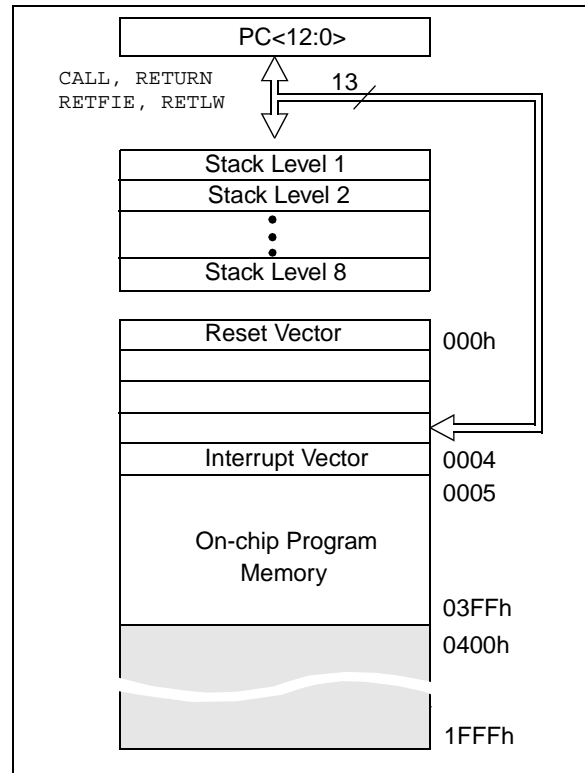 PC<12:0>
CALL, RETURN
RETFIE, RETLW
13
Stack Level 1
Stack Level 2
Stack Level 8
Reset Vector
000h
Interrupt Vector
0004
0005
On-chip Program
Memory
03FFh
0400h
1FFFh